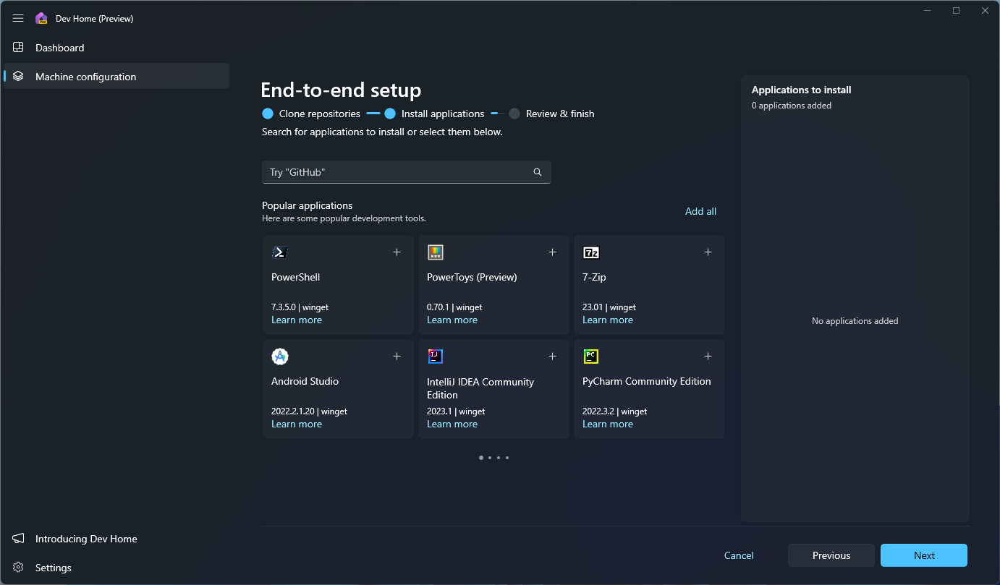 Dev Home (Preview)
Dashboard
Machine configuration
End-to-end setup
Clone repositories Install applications Review & finish
Search for applications to install or select them below.
Try "GitHub"
Popular applications
Here are some popular development tools.
Add all
PowerShell
7.3.5.0 | winget
Learn more
PowerToys (Preview)
0.70.1 | winget
Learn more
7z
7-Zip
23.01 | winget
Learn more
Android Studio
2022.2.1.20 | winget
Learn more
IJ
IntelliJ IDEA Community
Edition
2023.1 | winget
Learn more
PC
PyCharm Community Edition
2022.3.2 | winget
Learn more
Applications to install
0 applications added
No applications added
Introducing Dev Home
Settings
Cancel
Previous
Next